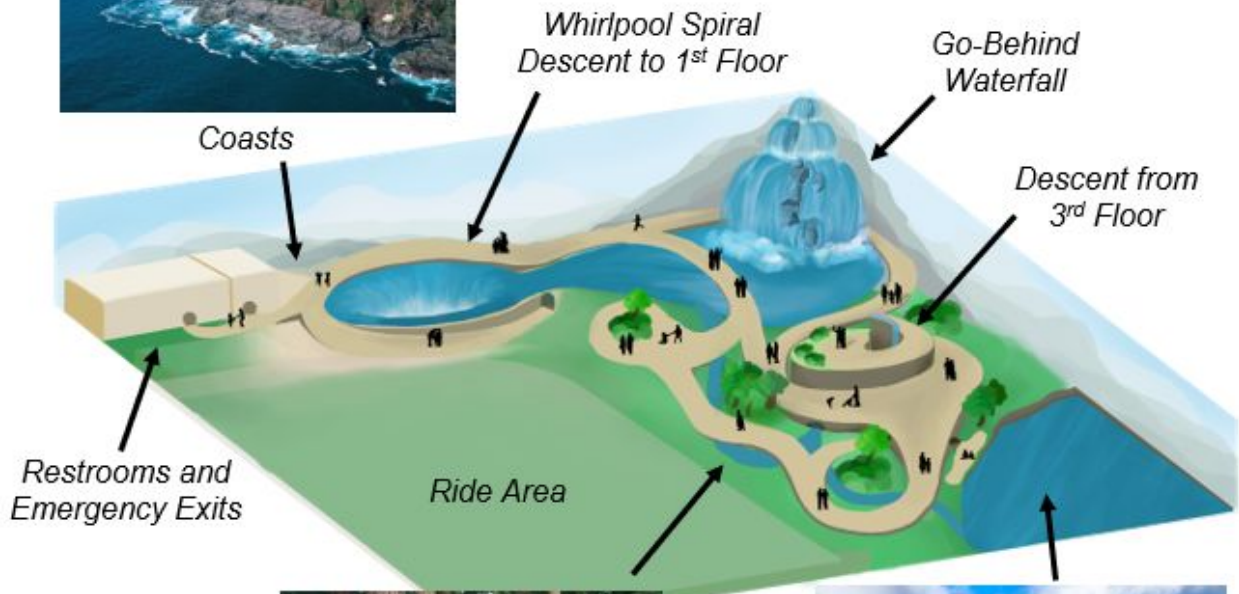 Whirlpool Spiral
Descent to 1st Floor
Go-Behind
Waterfall
Coasts
Descent from
3rd Floor
Restrooms and
Emergency Exits
Ride Area